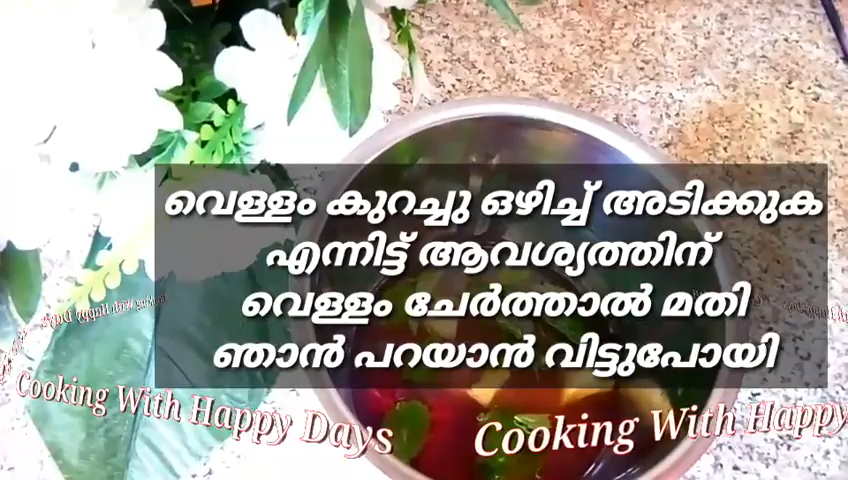 വെള്ളം കുറച്ചു ഒഴിച്ച് അടിക്കുക
എന്നിട്ട് ആവശ്യത്തിന്
വെള്ളം ചേർത്താൽ മതി
ഞാൻ പറയാൻ വിട്ടുപോയി
Cooking With Happy Days
Cooking With Happy